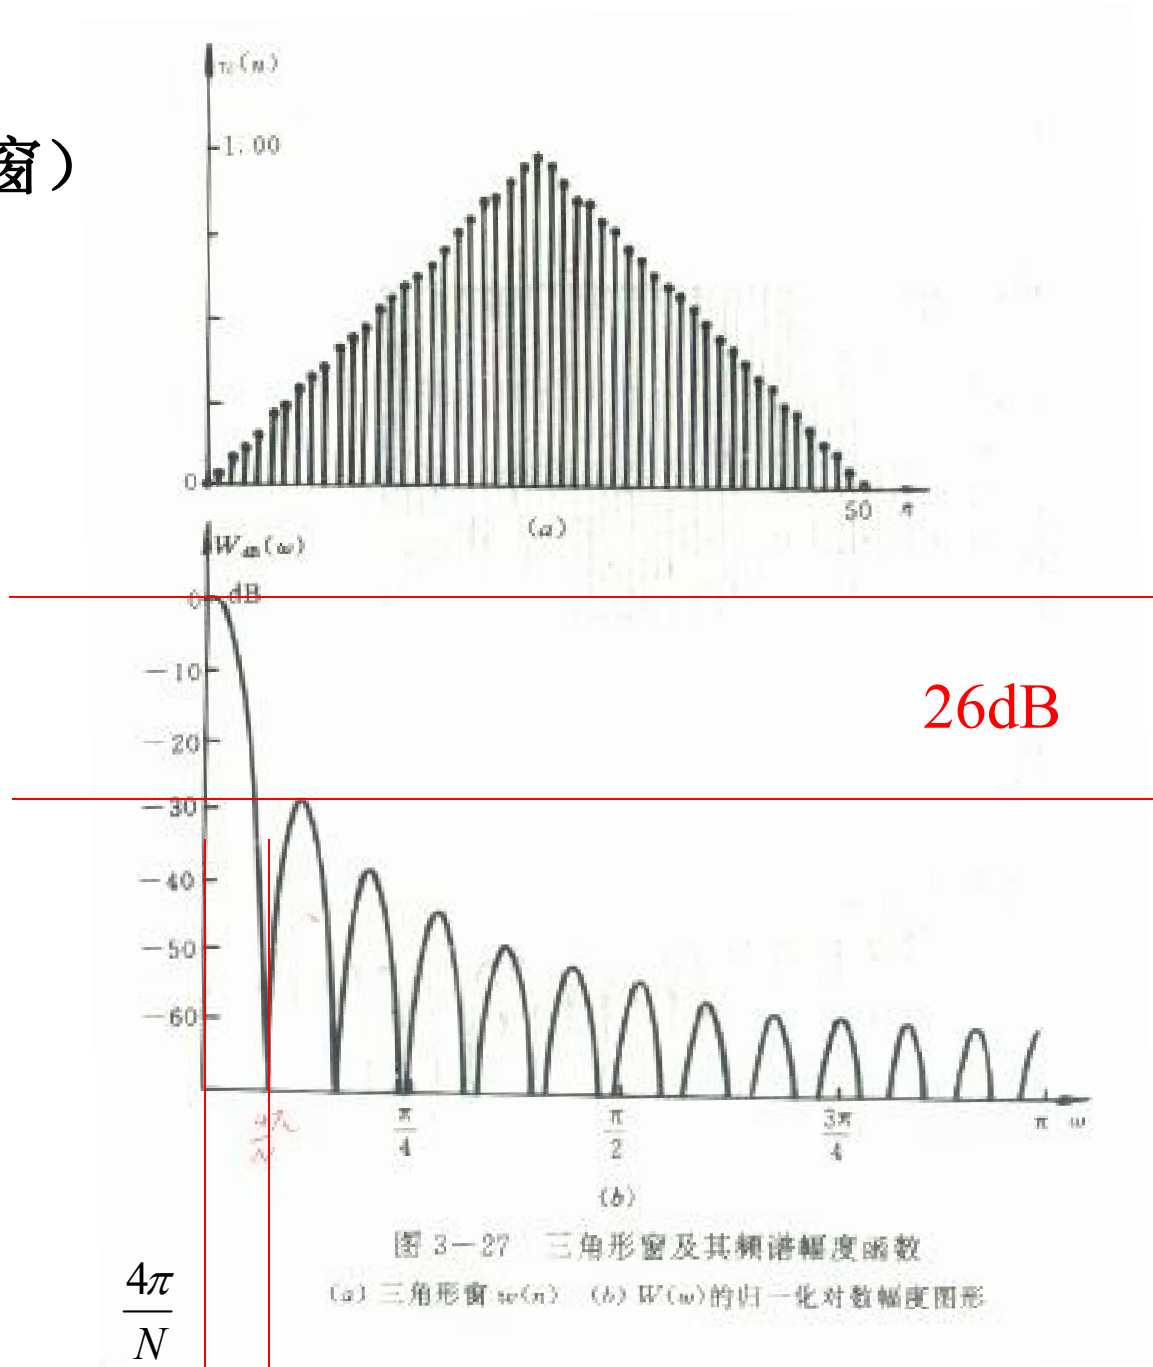 窗）
w(n)
1.00
0
50 n
(a)
W_dB(ω)
0 dB
－10
－20
26dB
－30
－40
－50
－60
4π/N
π/4
π/2
3π/4
π ω
(b)
图 3－27 三角形窗及其频谱幅度函数
(a) 三角形窗 w(n) (b) W(ω)的归一化对数幅度图形
4π/N